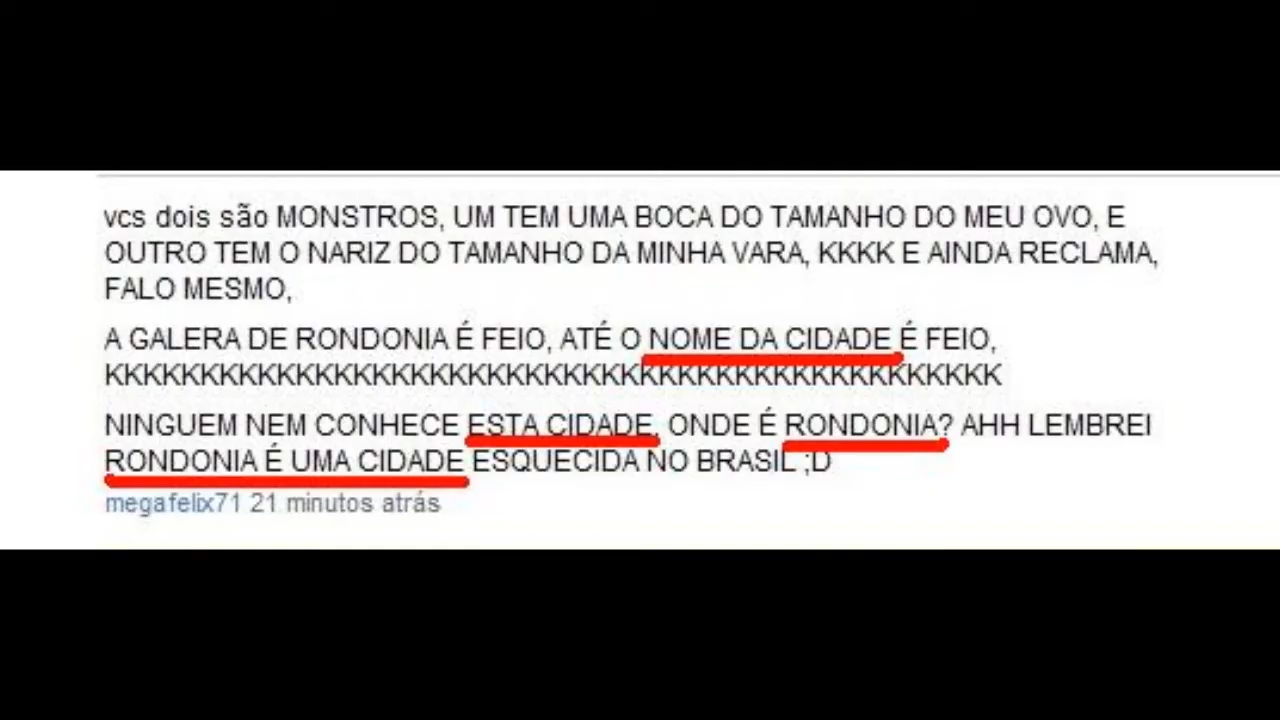 vcs dois são MONSTROS, UM TEM UMA BOCA DO TAMANHO DO MEU OVO, E
OUTRO TEM O NARIZ DO TAMANHO DA MINHA VARA, KKKK E AINDA RECLAMA,
FALO MESMO,
A GALERA DE RONDONIA É FEIO, ATÉ O NOME DA CIDADE É FEIO,
KKKKKKKKKKKKKKKKKKKKKKKKKKKKKKKKKKKKKKKKKKKKKKK
NINGUEM NEM CONHECE ESTA CIDADE, ONDE É RONDONIA? AHH LEMBREI
RONDONIA É UMA CIDADE ESQUECIDA NO BRASIL ;D
megafelix71 21 minutos atrás